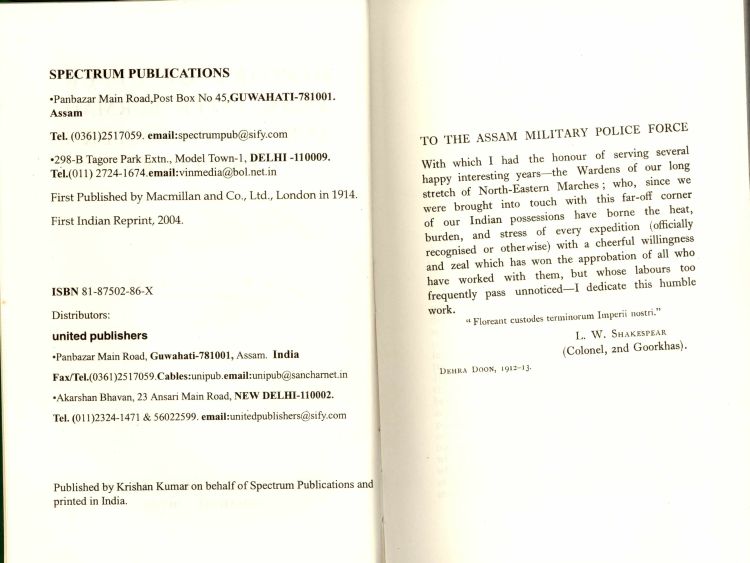 SPECTRUM PUBLICATIONS
•Panbazar Main Road,Post Box No 45,GUWAHATI-781001.
Assam
Tel. (0361)2517059. email:spectrumpub@sify.com
•298-B Tagore Park Extn., Model Town-1, DELHI -110009.
Tel.(011) 2724-1674.email:vinmedia@bol.net.in
First Published by Macmillan and Co., Ltd., London in 1914.
First Indian Reprint, 2004.
ISBN 81-87502-86-X
Distributors:
united publishers
•Panbazar Main Road, Guwahati-781001, Assam. India
Fax/Tel.(0361)2517059.Cables:unipub.email:unipub@sancharnet.in
•Akarshan Bhavan, 23 Ansari Main Road, NEW DELHI-110002.
Tel. (011)2324-1471 & 56022599. email:unitedpublishers@sify.com
Published by Krishan Kumar on behalf of Spectrum Publications and
printed in India.
TO THE ASSAM MILITARY POLICE FORCE
With which I had the honour of serving several
happy interesting years—the Wardens of our long
stretch of North-Eastern Marches; who, since we
were brought into touch with this far-off corner
of our Indian possessions have borne the heat,
burden, and stress of every expedition (officially
recognised or otherwise) with a cheerful willingness
and zeal which has won the approbation of all who
have worked with them, but whose labours too
frequently pass unnoticed—I dedicate this humble
work.
"Floreant custodes terminorum Imperii nostri."
L. W. SHAKESPEAR
(Colonel, 2nd Goorkhas).
DEHRA DOON, 1912-13.